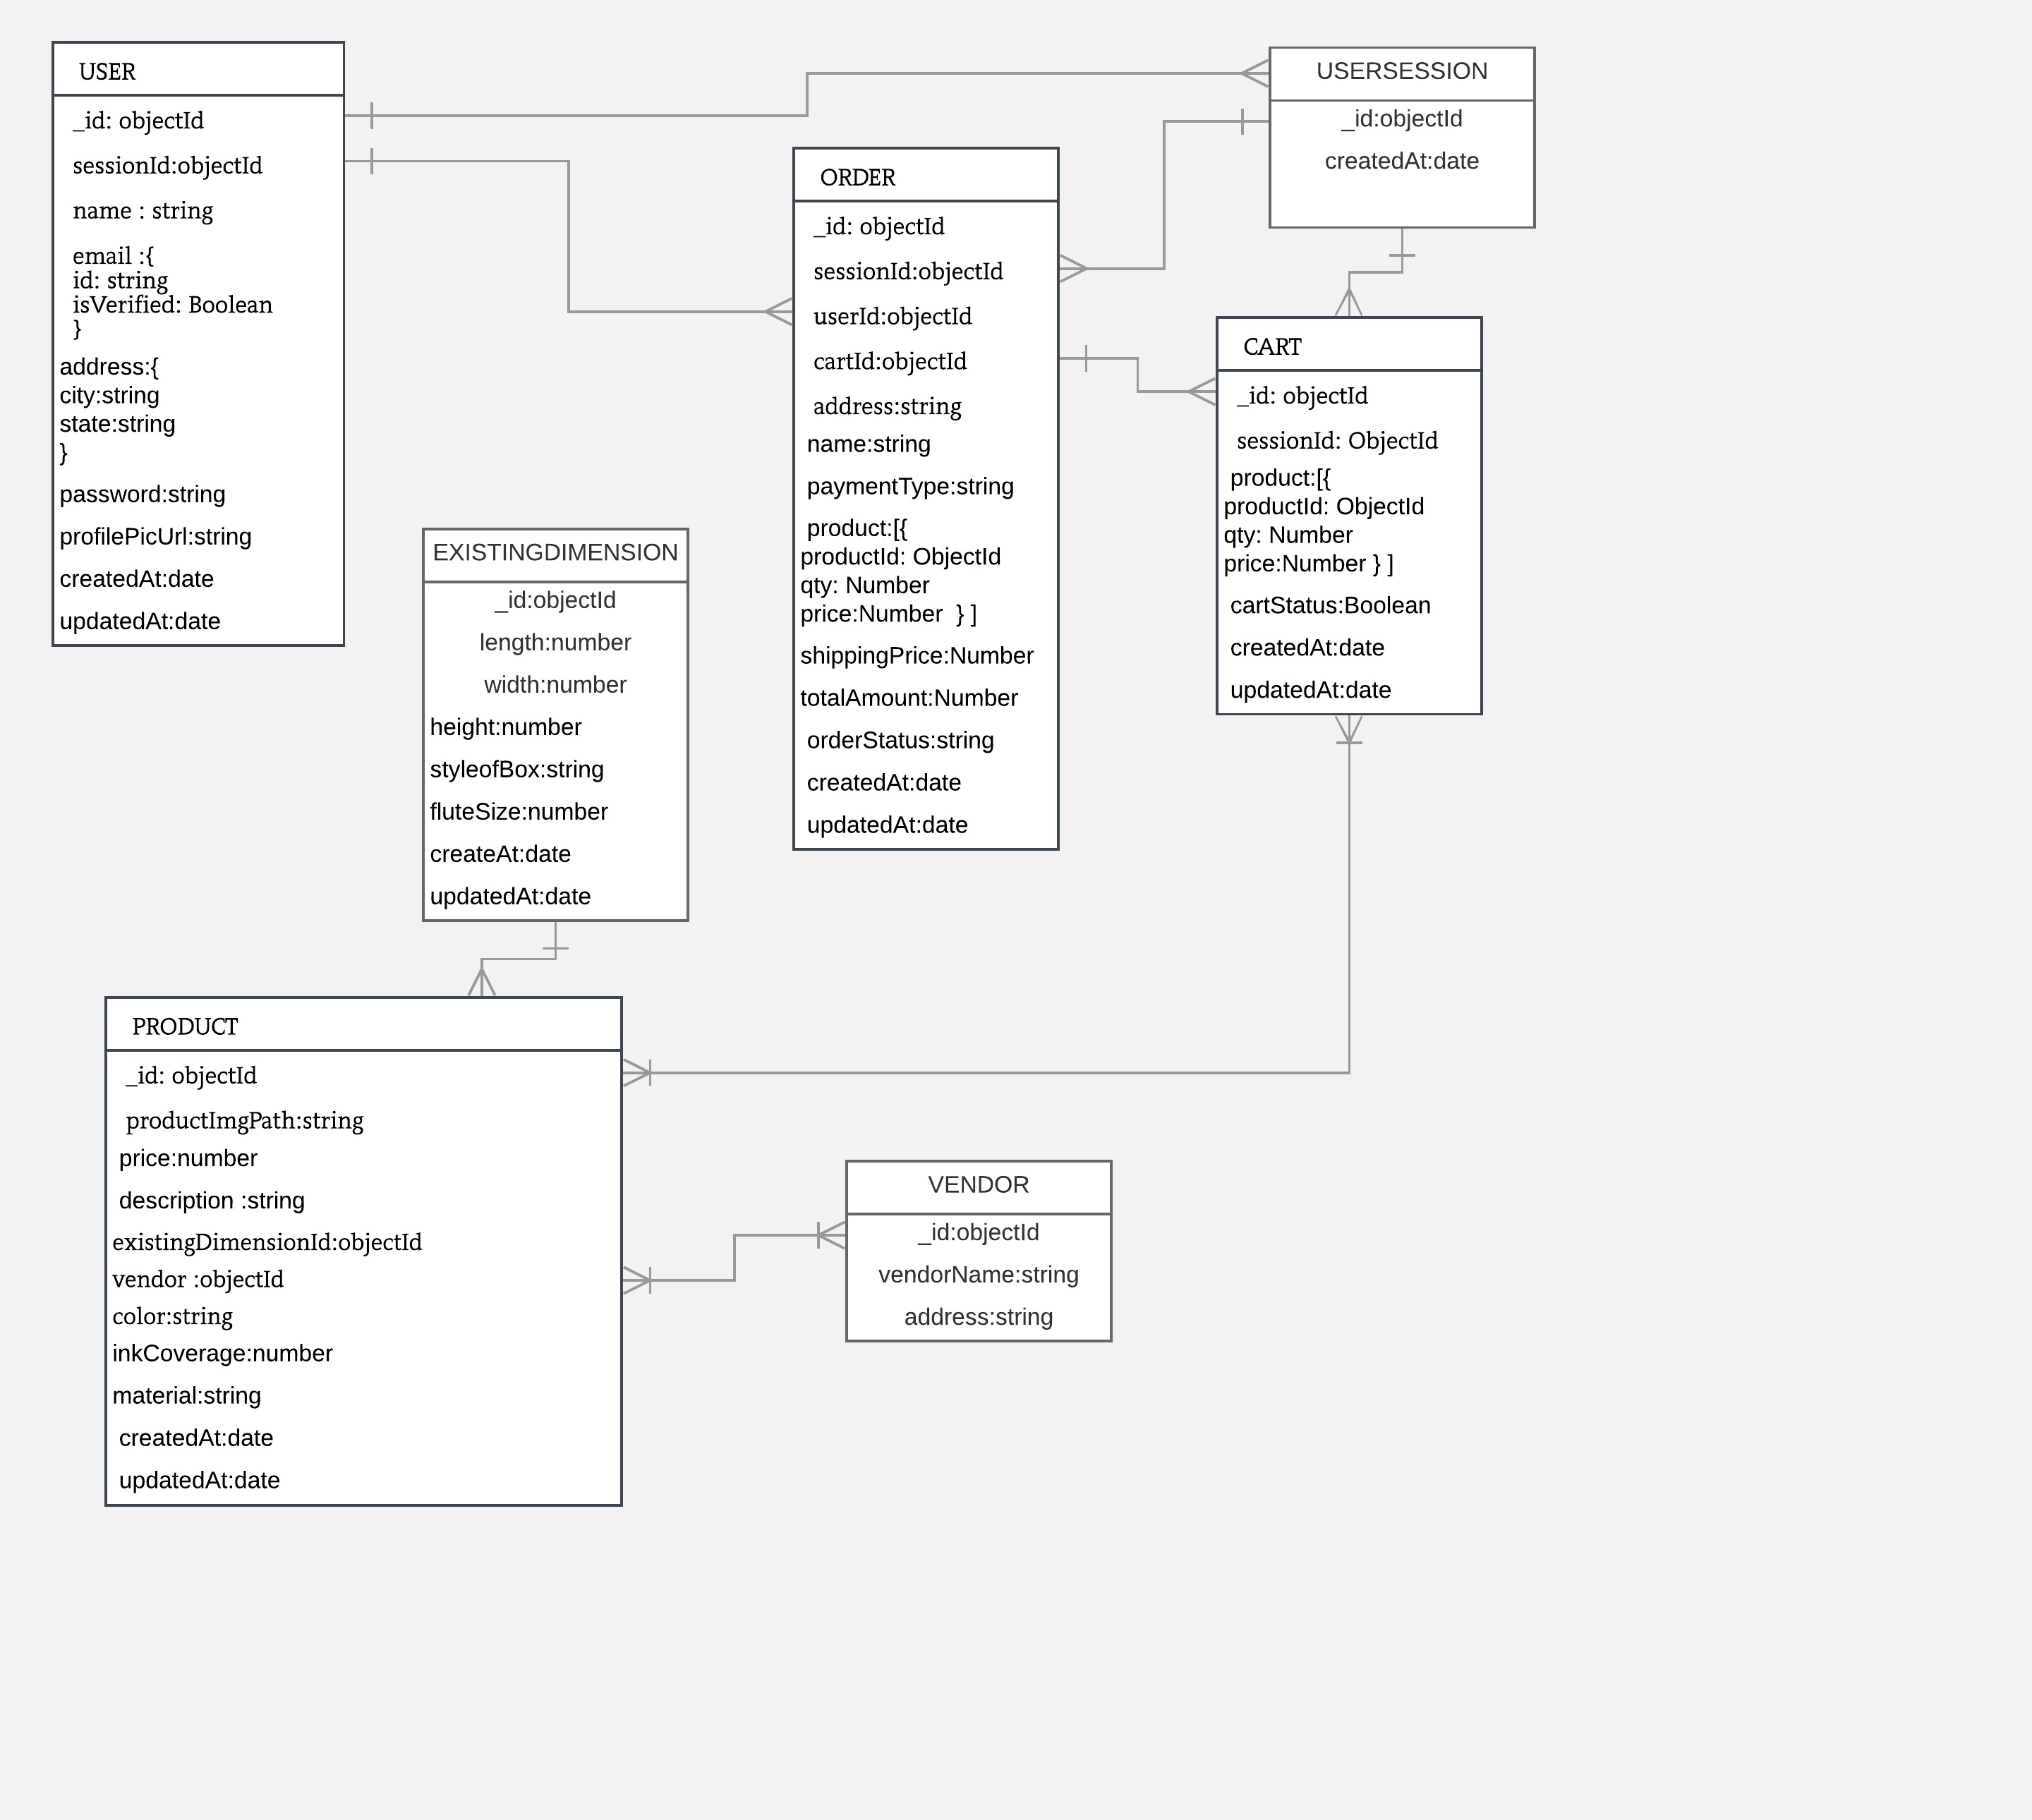 USER
_id: objectId
sessionId:objectId
name : string
email :{
id: string
isVerified: Boolean
}
address:{
city:string
state:string
}
password:string
profilePicUrl:string
createdAt:date
updatedAt:date
USERSESSION
_id:objectId
createdAt:date
ORDER
_id: objectId
sessionId:objectId
userId:objectId
cartId:objectId
address:string
name:string
paymentType:string
product:[{
productId: ObjectId
qty: Number
price:Number  } ]
shippingPrice:Number
totalAmount:Number
orderStatus:string
createdAt:date
updatedAt:date
CART
_id: objectId
sessionId: ObjectId
product:[{
productId: ObjectId
qty: Number
price:Number } ]
cartStatus:Boolean
createdAt:date
updatedAt:date
EXISTINGDIMENSION
_id:objectId
length:number
width:number
height:number
styleofBox:string
fluteSize:number
createAt:date
updatedAt:date
PRODUCT
_id: objectId
productImgPath:string
price:number
description :string
existingDimensionId:objectId
vendor :objectId
color:string
inkCoverage:number
material:string
createdAt:date
updatedAt:date
VENDOR
_id:objectId
vendorName:string
address:string